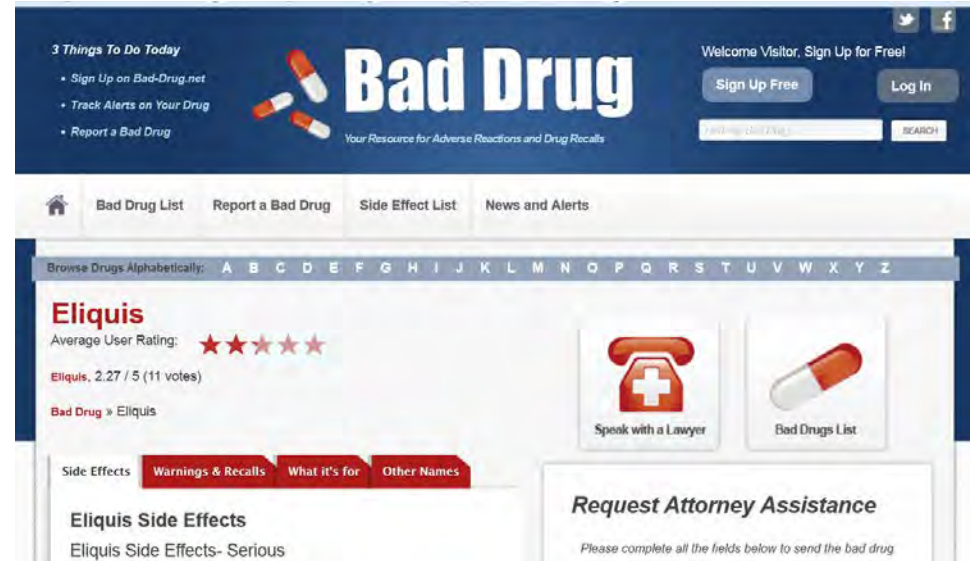 3 Things To Do Today
• Sign Up on Bad-Drug.net
• Track Alerts on Your Drug
• Report a Bad Drug
Bad Drug
Your Resource for Adverse Reactions and Drug Recalls
Welcome Visitor, Sign Up for Free!
Sign Up Free
Log In
SEARCH
Bad Drug List
Report a Bad Drug
Side Effect List
News and Alerts
Browse Drugs Alphabetically: A B C D E F G H I J K L M N O P Q R S T U V W X Y Z
Eliquis
Average User Rating:
Eliquis, 2.27 / 5 (11 votes)
Bad Drug » Eliquis
Speak with a Lawyer
Bad Drugs List
Side Effects
Warnings & Recalls
What it's for
Other Names
Eliquis Side Effects
Eliquis Side Effects- Serious
Request Attorney Assistance
Please complete all the fields below to send the bad drug